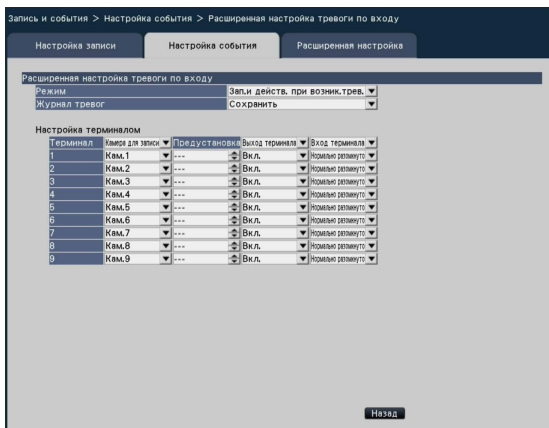 Запись и события > Настройка события > Расширенная настройка тревоги по входу
Настройка записи Настройка события Расширенная настройка
Расширенная настройка тревоги по входу
Режим Зап.и действ. при возник.трев.
Журнал тревог Сохранить
Настройка терминалом
Терминал Камера для записи Предустановка Выход терминала Вход терминала
1 Кам.1 --- Вкл. Нормально разомкнуто
2 Кам.2 --- Вкл. Нормально разомкнуто
3 Кам.3 --- Вкл. Нормально разомкнуто
4 Кам.4 --- Вкл. Нормально разомкнуто
5 Кам.5 --- Вкл. Нормально разомкнуто
6 Кам.6 --- Вкл. Нормально разомкнуто
7 Кам.7 --- Вкл. Нормально разомкнуто
8 Кам.8 --- Вкл. Нормально разомкнуто
9 Кам.9 --- Вкл. Нормально разомкнуто
Назад